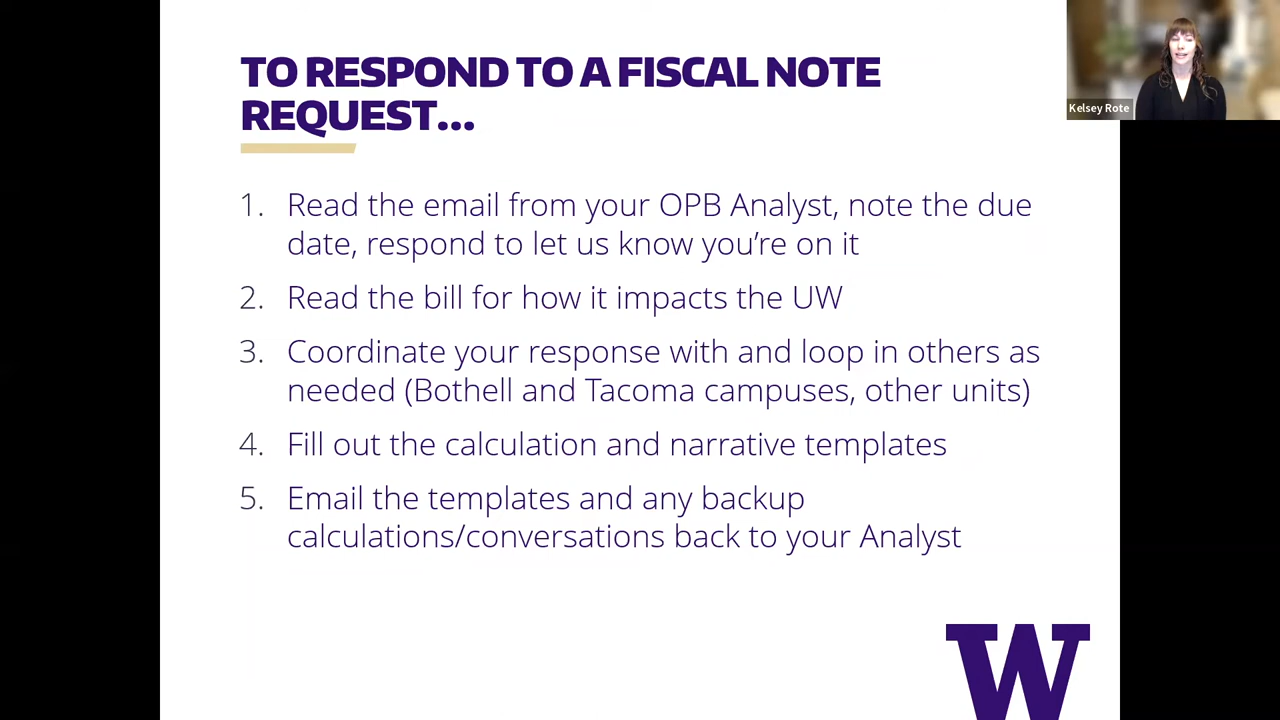 TO RESPOND TO A FISCAL NOTE
REQUEST...
1. Read the email from your OPB Analyst, note the due
date, respond to let us know you’re on it
2. Read the bill for how it impacts the UW
3. Coordinate your response with and loop in others as
needed (Bothell and Tacoma campuses, other units)
4. Fill out the calculation and narrative templates
5. Email the templates and any backup
calculations/conversations back to your Analyst
Kelsey Rote
W